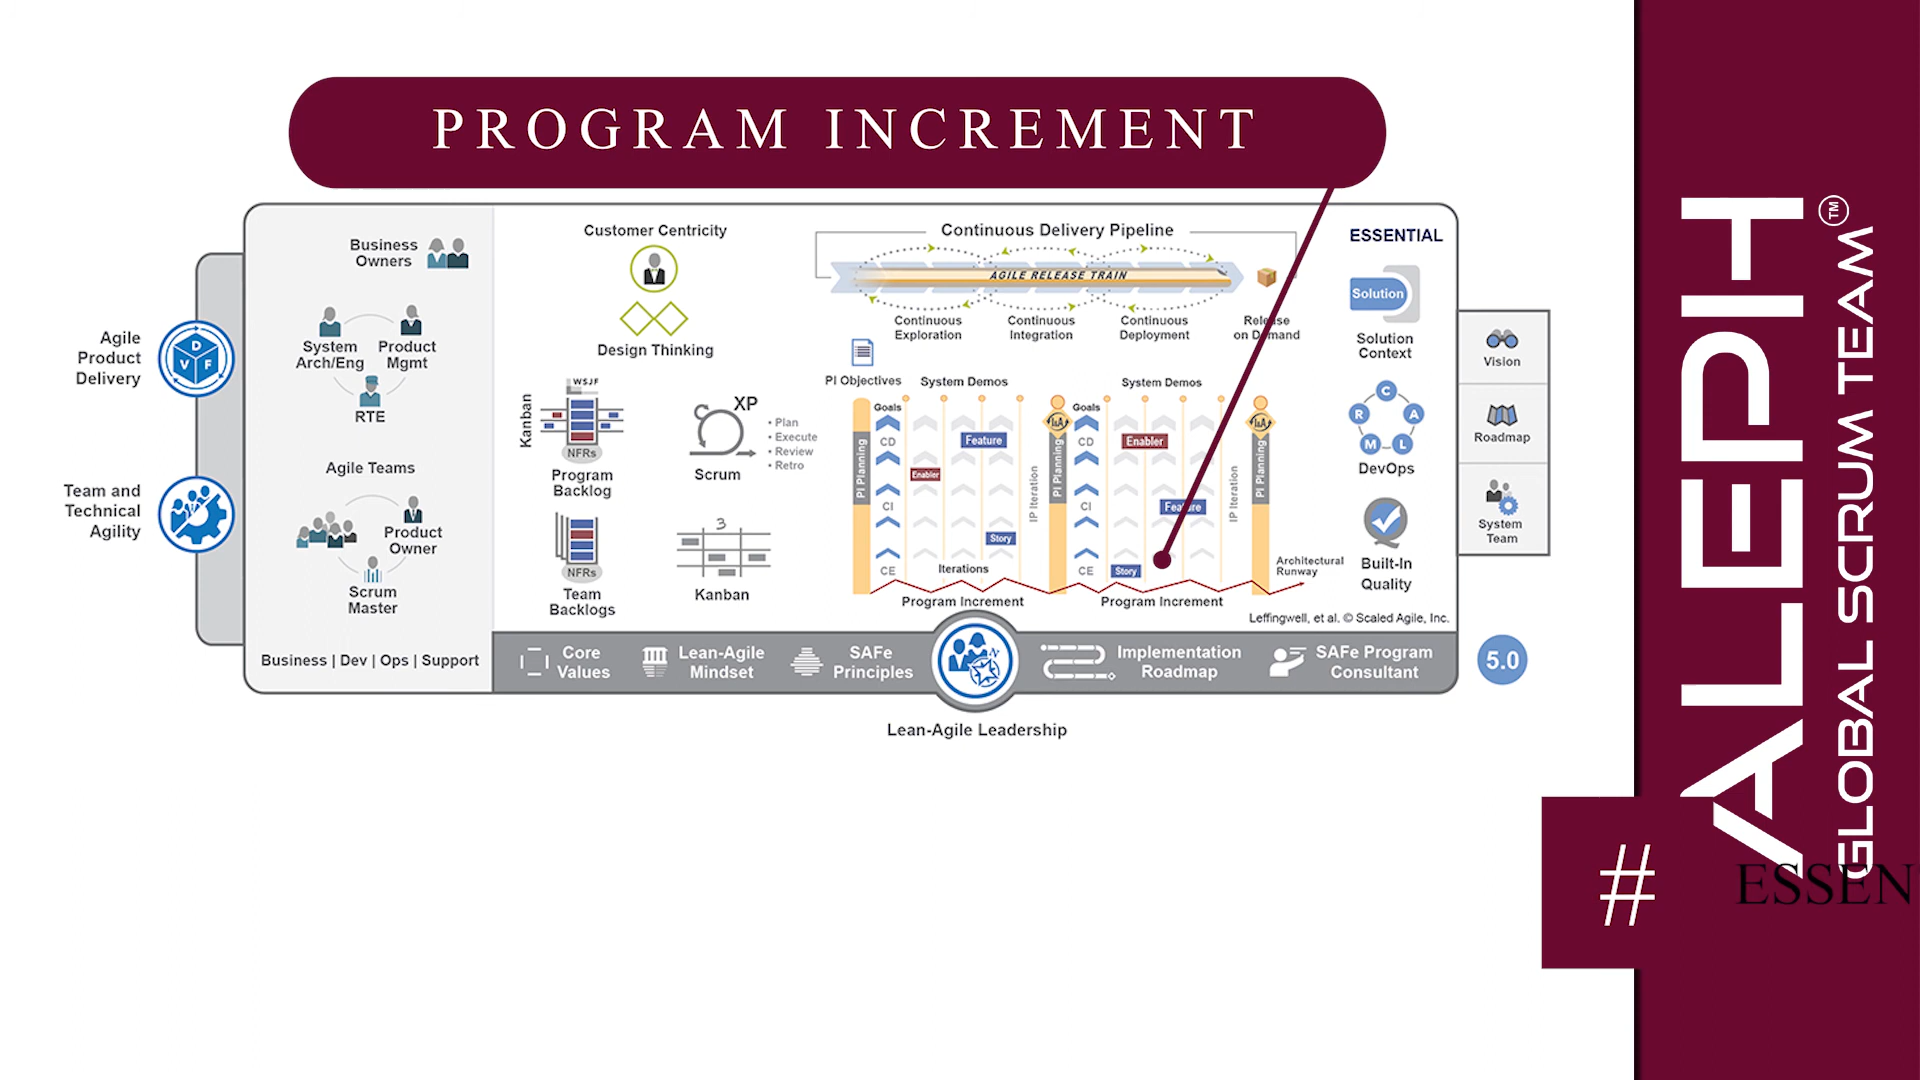 PROGRAM INCREMENT
Agile
Product
Delivery
D
V
F
Team and
Technical
Agility
Business
Owners
System
Arch/Eng
Product
Mgmt
RTE
Agile Teams
Product
Owner
Scrum
Master
Business | Dev | Ops | Support
Customer Centricity
Design Thinking
Kanban
WSJF
NFRs
Program
Backlog
XP
Scrum
• Plan
• Execute
• Review
• Retro
NFRs
Team
Backlogs
3
Kanban
Continuous Delivery Pipeline
AGILE RELEASE TRAIN
Continuous
Exploration
Continuous
Integration
Continuous
Deployment
Release
on Demand
PI Objectives
System Demos
System Demos
PI Planning
Goals
CD
CI
CE
Enabler
Feature
Story
Iterations
IP Iteration
I&A
PI Planning
Goals
CD
CI
CE
Enabler
Feature
Story
IP Iteration
I&A
PI Planning
Architectural
Runway
Program Increment
Program Increment
ESSENTIAL
Solution
Solution
Context
C
A
L
M
R
DevOps
Built-In
Quality
Leffingwell, et al. © Scaled Agile, Inc.
Vision
Roadmap
System
Team
Core
Values
Lean-Agile
Mindset
SAFe
Principles
N
Implementation
Roadmap
SAFe Program
Consultant
5.0
Lean-Agile Leadership
ALEPH
GLOBAL SCRUM TEAM
TM
# ESSEN